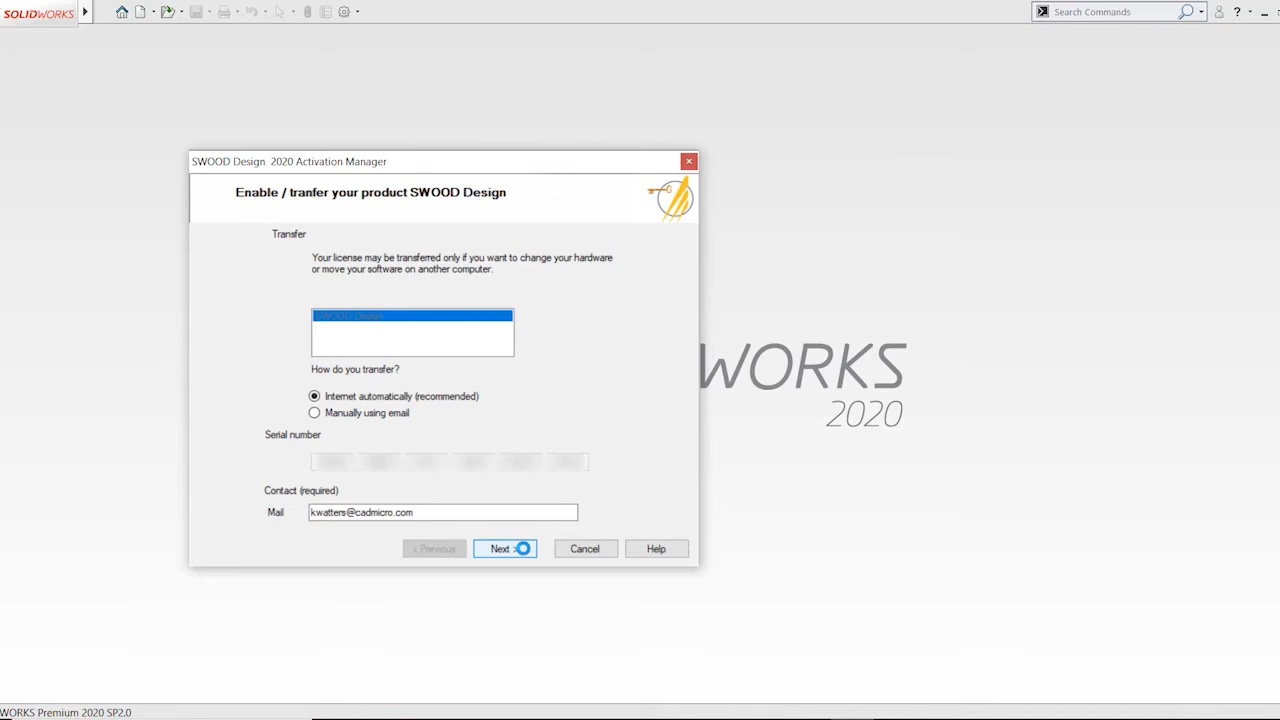 SOLIDWORKS
Search Commands
?
SWOOD Design 2020 Activation Manager
Enable / tranfer your product SWOOD Design
Transfer
Your license may be transferred only if you want to change your hardware
or move your software on another computer.
SWOOD Design
How do you transfer?
Internet automatically (recommended)
Manually using email
Serial number
Contact (required)
Mail
kwatters@cadmicro.com
< Previous
Next >
Cancel
Help
WORKS
2020
WORKS Premium 2020 SP2.0